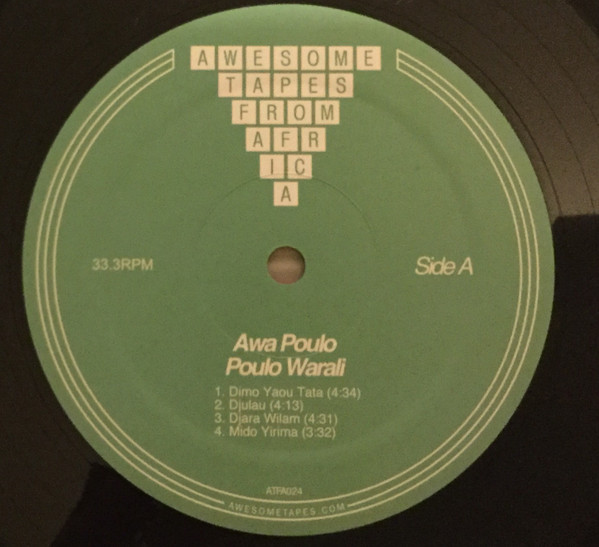 AWESOME
TAPES
FROM
AFR
IC
A
33.3RPM
Side A
Awa Poulo
Poulo Warali
1. Dimo Yaou Tata (4:34)
2. Djulau (4:13)
3. Djara Wilam (4:31)
4. Mido Yirima (3:32)
ATFA024
AWESOMETAPES.COM